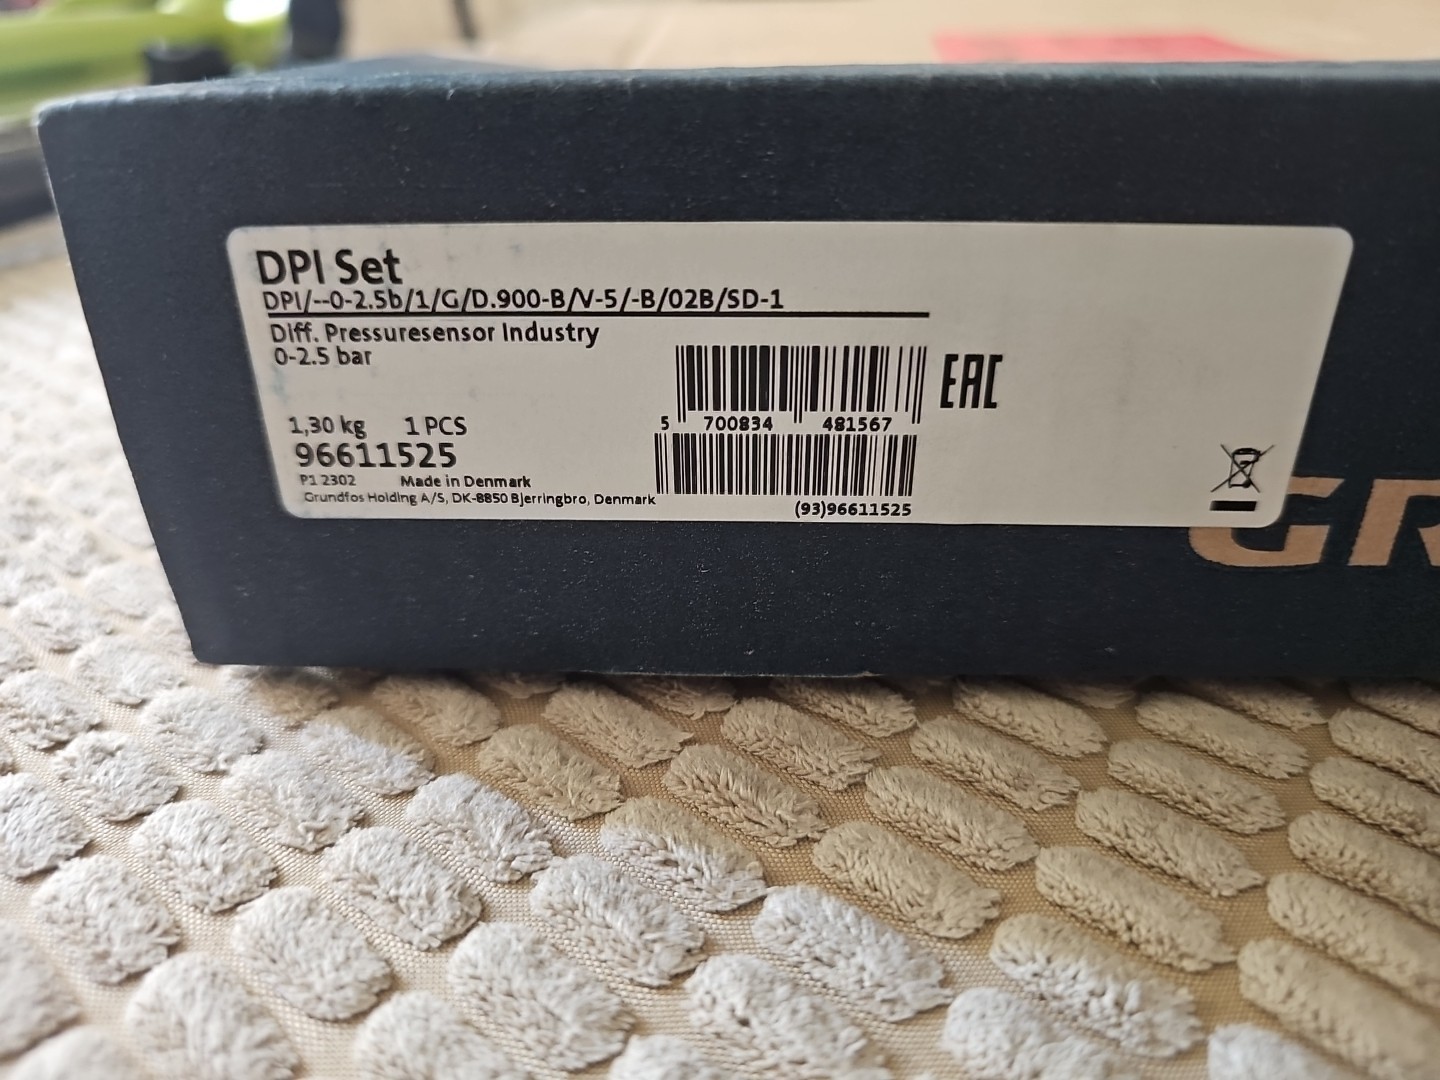 DPI Set
DPI/--0-2.5b/1/G/D.900-B/V-5/-B/02B/SD-1
Diff. Pressuresensor Industry
0-2.5 bar
EAC
1,30 kg 1 PCS
5 700834 481567
96611525
P1 2302 Made in Denmark
Grundfos Holding A/S, DK-8850 Bjerringbro, Denmark
(93)96611525
GR